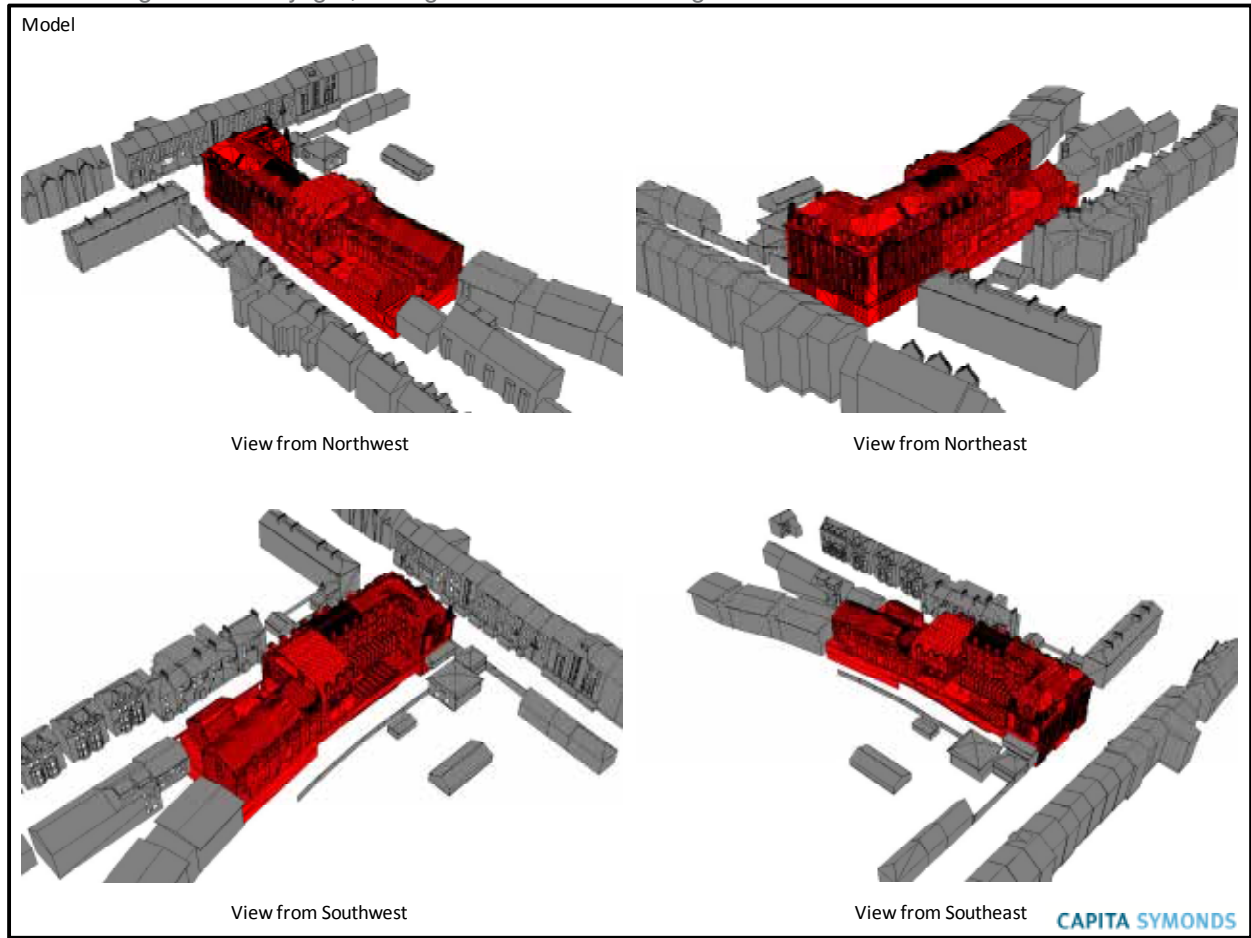 Model
View from Northwest
View from Northeast
View from Southwest
View from Southeast
CAPITA SYMONDS